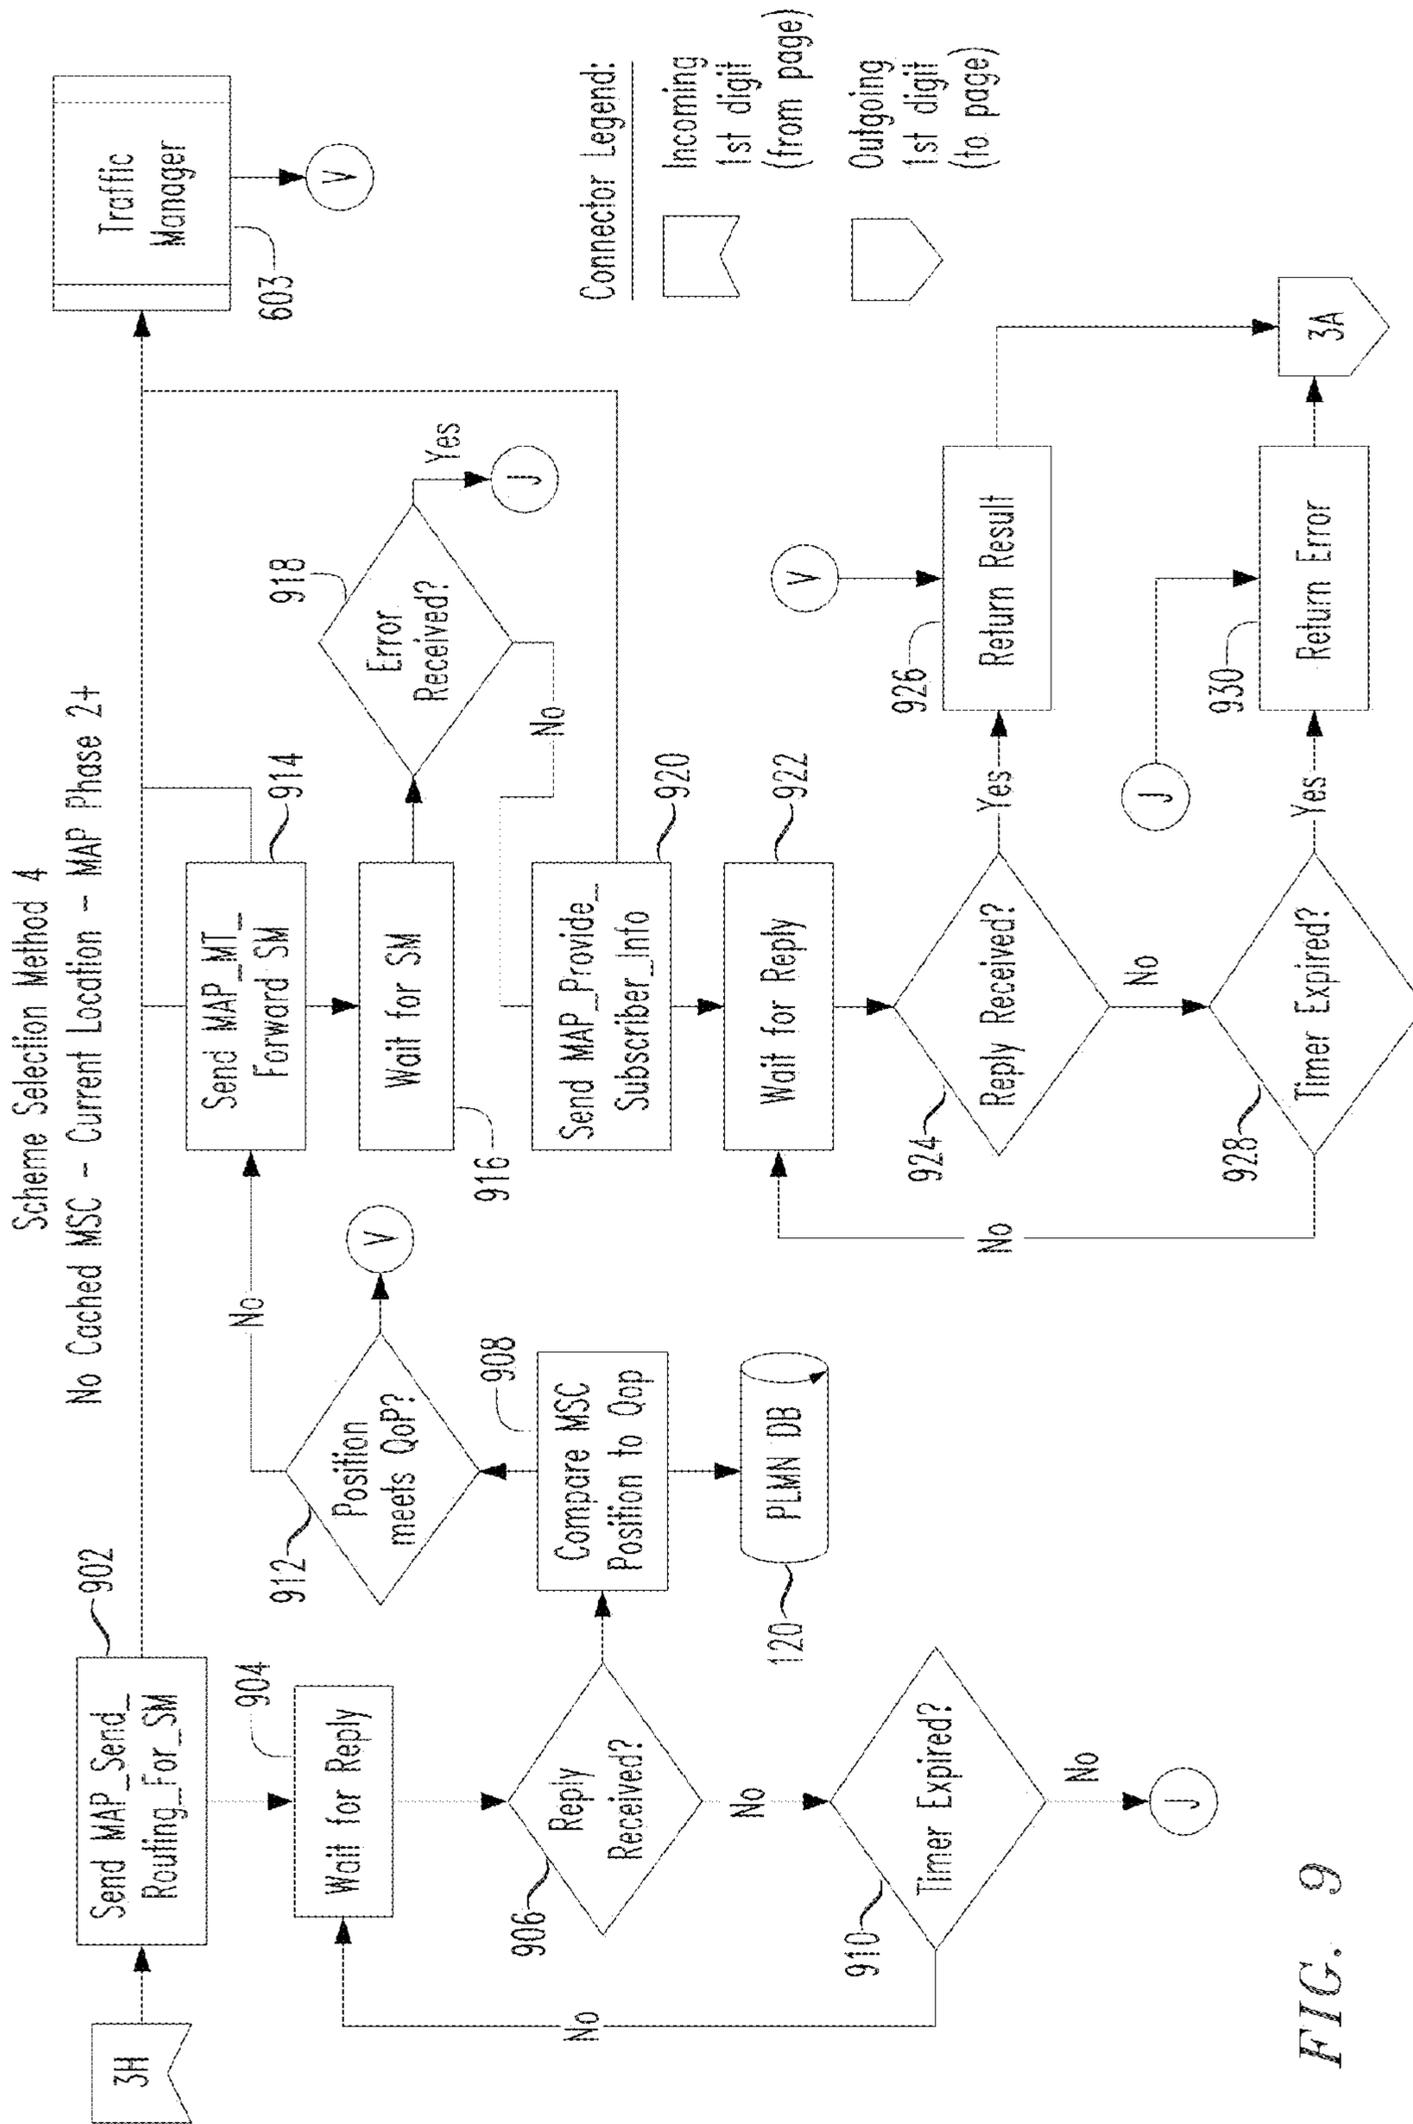 Scheme Selection Method 4
No Cached MSC - Current Location - MAP Phase 2+
3H
Send MAP_Send_
Routing_For_SM
902
904
Wait for Reply
906
Reply
Received?
No
910
Timer Expired?
No
No
J
912
Position
meets QoP?
No
V
908
Compare MSC
Position to Qop
PLMN DB
120
Send MAP_MT_
Forward SM
914
Wait for SM
916
Error
Received?
918
Yes
J
No
Send MAP_Provide_
Subscriber_Info
920
Wait for Reply
922
924
Reply Received?
Yes
No
928
Timer Expired?
Yes
No
V
926
Return Result
J
930
Return Error
3A
Traffic
Manager
603
V
Connector Legend:
Incoming
1st digit
(from page)
Outgoing
1st digit
(to page)
FIG. 9